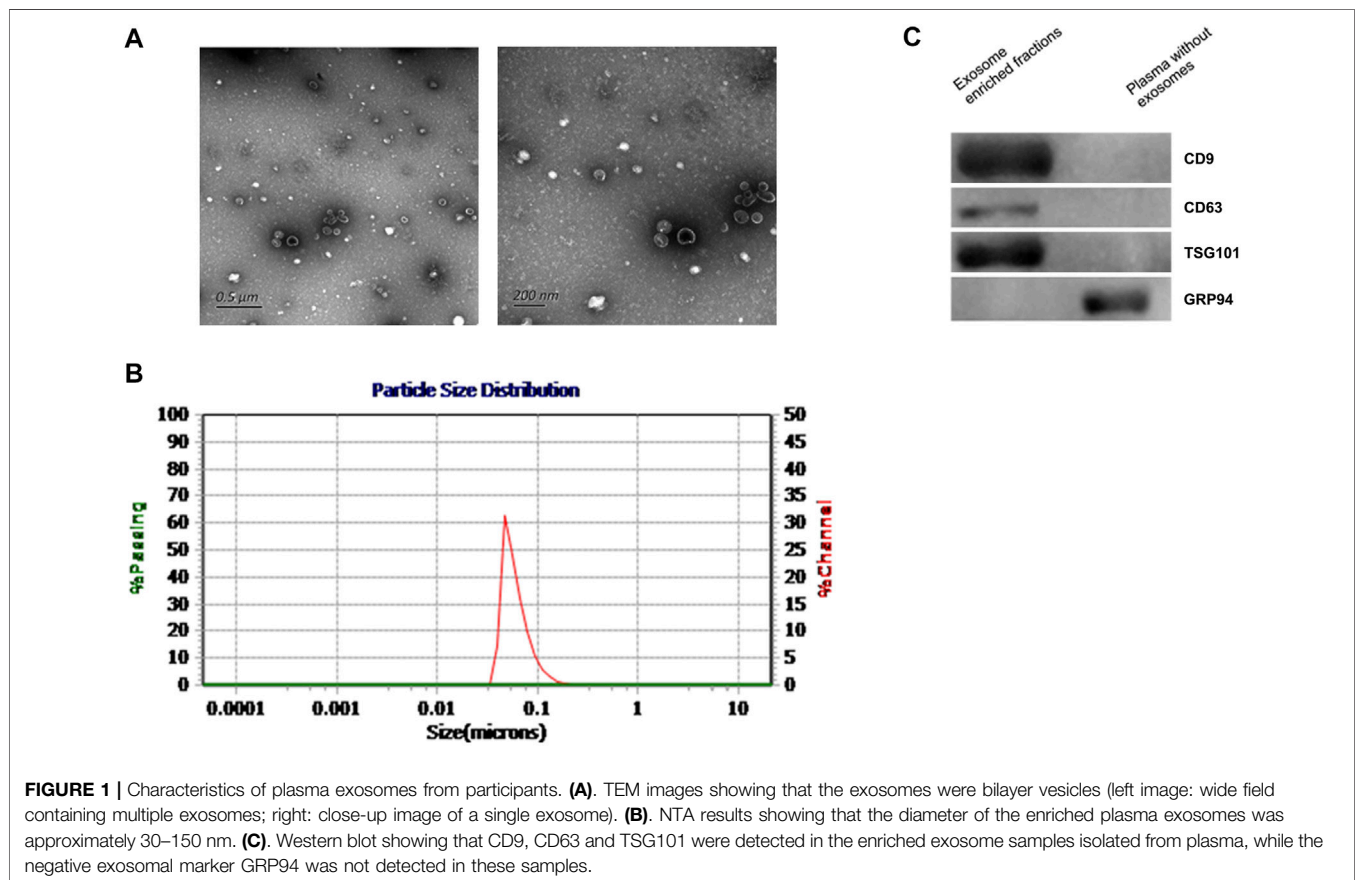 A
0.5 μm
200 nm
C
Exosome
enriched fractions
Plasma without
exosomes
CD9
CD63
TSG101
GRP94
B
Particle Size Distribution
%Passing
100
90
80
70
60
50
40
30
20
10
0
50
45
40
35
30
25
20
15
10
5
0
%Channel
0.0001
0.001
0.01
0.1
1
10
Size(microns)
FIGURE 1 | Characteristics of plasma exosomes from participants. (A). TEM images showing that the exosomes were bilayer vesicles (left image: wide field
containing multiple exosomes; right: close-up image of a single exosome). (B). NTA results showing that the diameter of the enriched plasma exosomes was
approximately 30–150 nm. (C). Western blot showing that CD9, CD63 and TSG101 were detected in the enriched exosome samples isolated from plasma, while the
negative exosomal marker GRP94 was not detected in these samples.